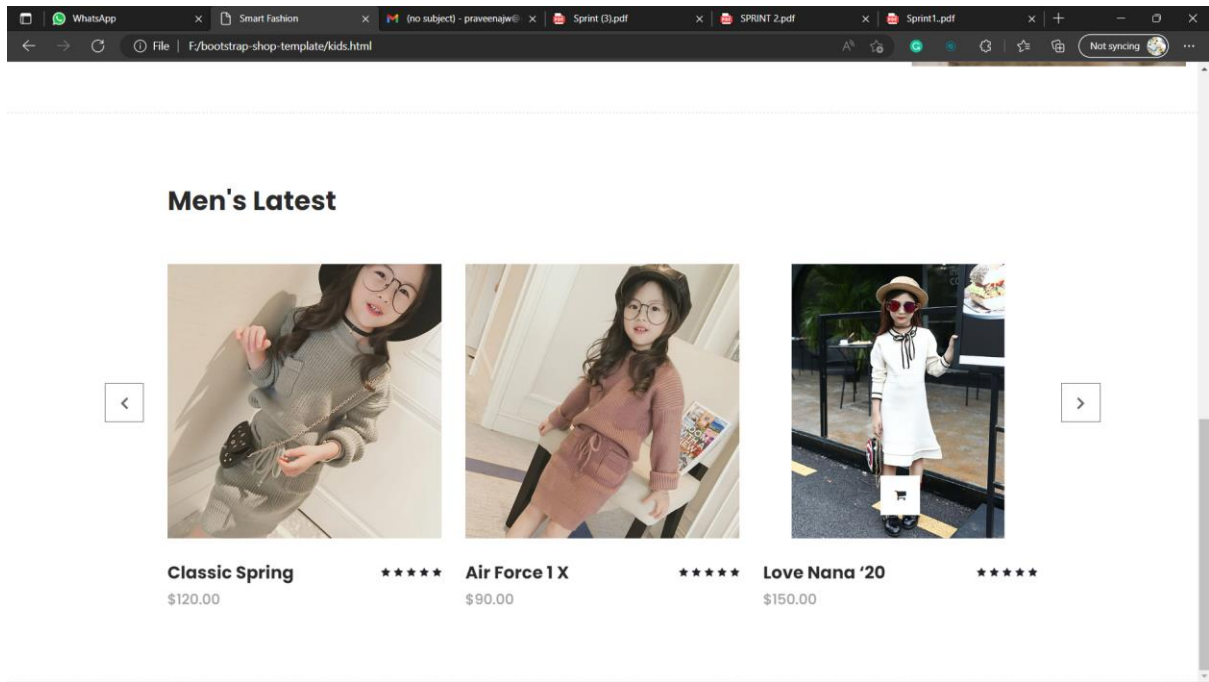 WhatsApp
Smart Fashion
(no subject) - praveenajw@
Sprint (3).pdf
SPRINT 2.pdf
Sprint1..pdf
File | F:/bootstrap-shop-template/kids.html
Not syncing
Men's Latest
Classic Spring ★★★★★
$120.00
Air Force 1 X ★★★★★
$90.00
Love Nana ‘20 ★★★★★
$150.00